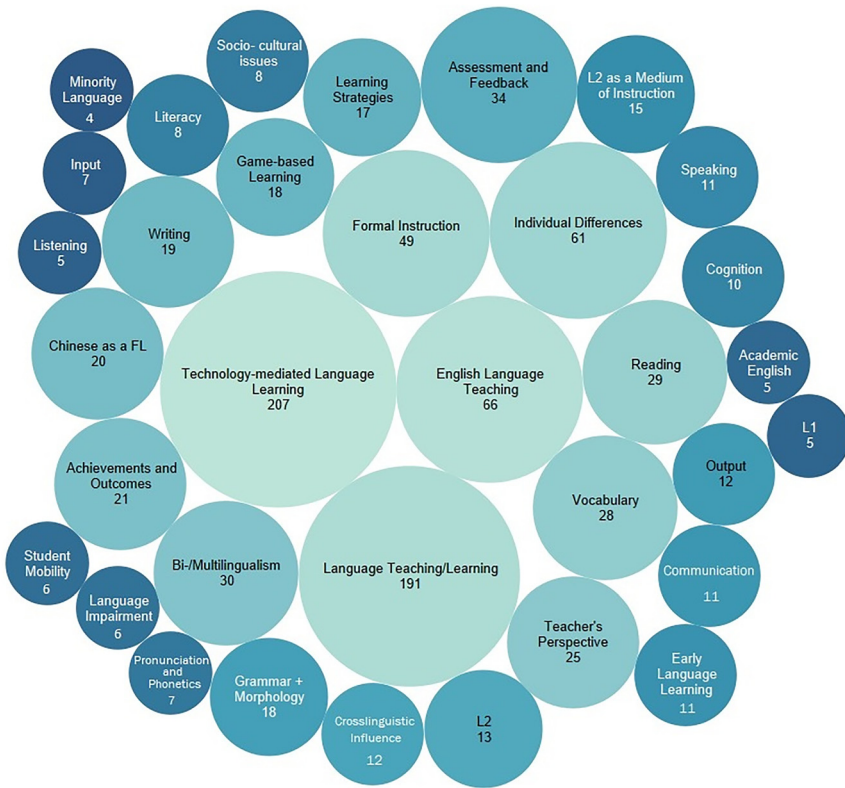 Socio- cultural
issues
8
Assessment and
Feedback
34
Minority
Language
4
Learning
Strategies
17
L2 as a Medium
of Instruction
15
Literacy
8
Input
7
Game-based
Learning
18
Speaking
11
Writing
19
Formal Instruction
49
Individual Differences
61
Listening
5
Cognition
10
Chinese as a FL
20
Technology-mediated Language
Learning
207
English Language
Teaching
66
Reading
29
Academic
English
5
L1
5
Achievements and
Outcomes
21
Output
12
Vocabulary
28
Student
Mobility
6
Bi-/Multilingualism
30
Language Teaching/Learning
191
Communication
11
Language
Impairment
6
Teacher's
Perspective
25
Pronunciation
and
Phonetics
7
Grammar +
Morphology
18
Early
Language
Learning
11
Crosslinguistic
Influence
12
L2
13